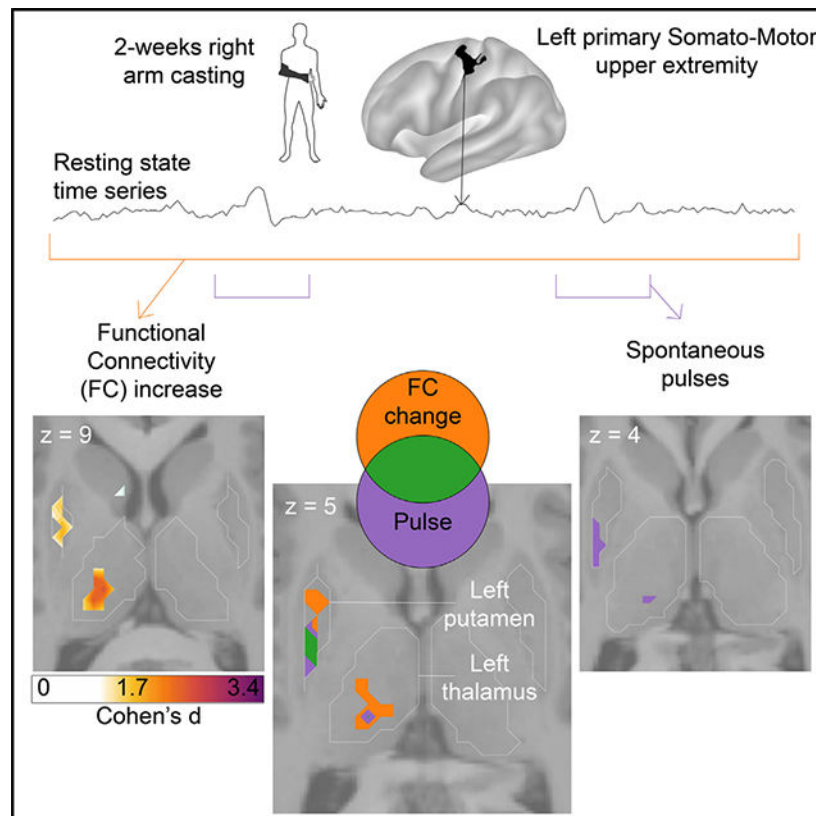 2-weeks right
arm casting
Left primary Somato-Motor
upper extremity
Resting state
time series
Functional
Connectivity
(FC) increase
Spontaneous
pulses
FC
change
Pulse
z = 9
z = 5
z = 4
Left
putamen
Left
thalamus
0 1.7 3.4
Cohen's d